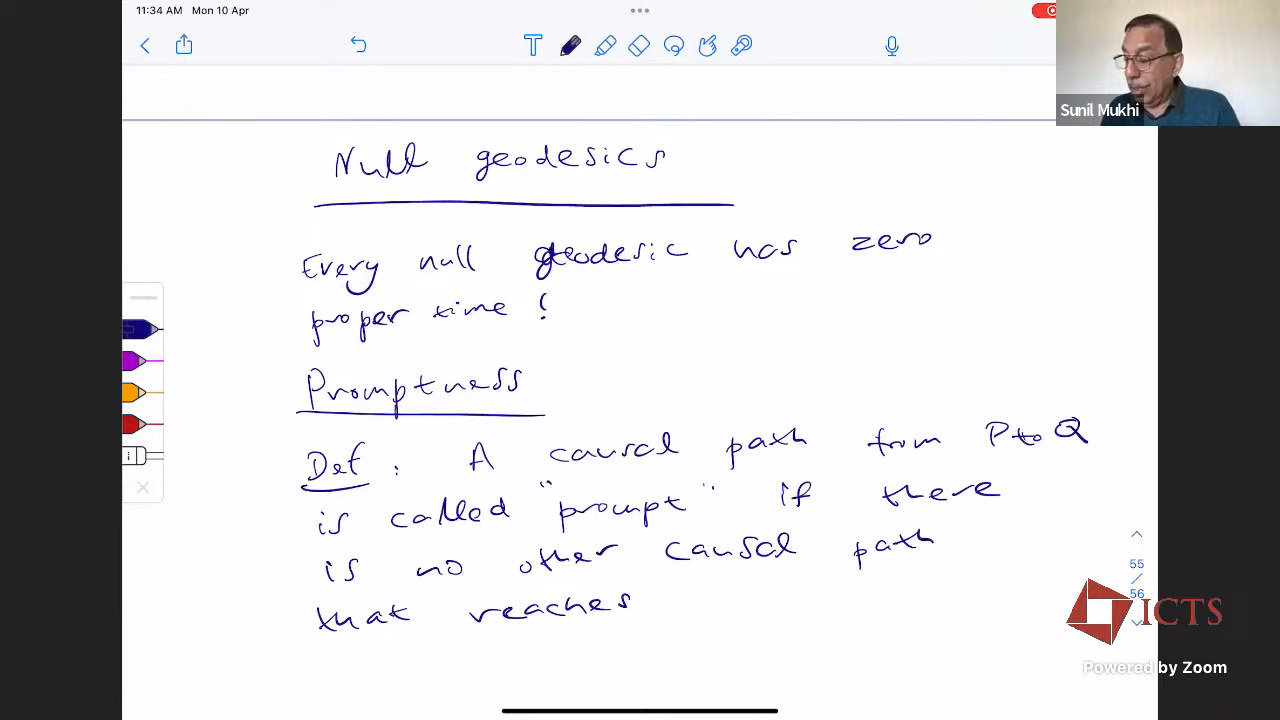 11:34 AM Mon 10 Apr
Sunil Mukhi
Null geodesics
Every null geodesic has zero
proper time !
Promptness
Def : A causal path from P to Q
is called "prompt" if there
is no other causal path
that reaches
55
/
56
ICTS
Powered by Zoom